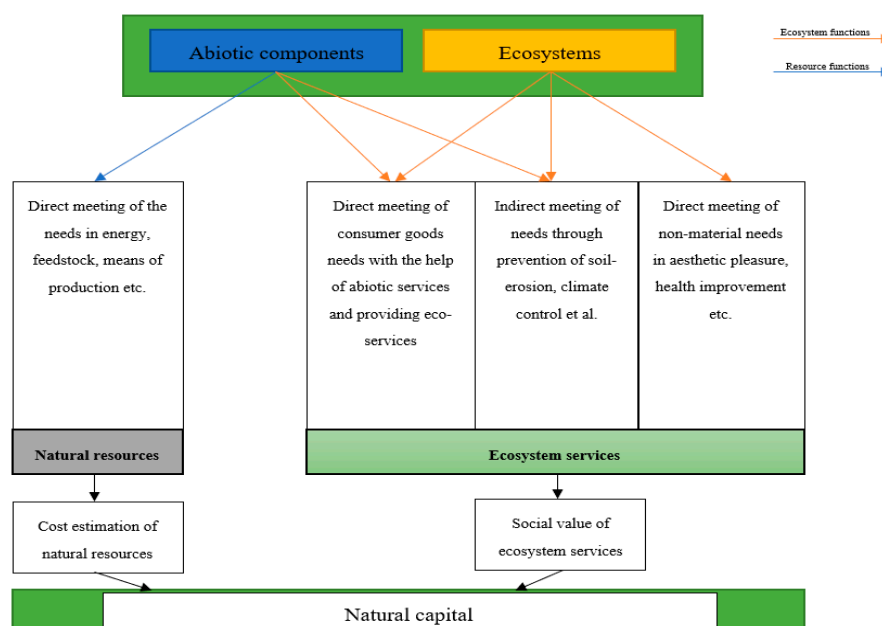 Abiotic components
Ecosystems
Ecosystem functions
Resource functions
Direct meeting of the
needs in energy,
feedstock, means of
production etc.
Direct meeting of
consumer goods
needs with the help
of abiotic services
and providing eco-
services
Indirect meeting of
needs through
prevention of soil-
erosion, climate
control et al.
Direct meeting of
non-material needs
in aesthetic pleasure,
health improvement
etc.
Natural resources
Ecosystem services
Cost estimation of
natural resources
Social value of
ecosystem services
Natural capital